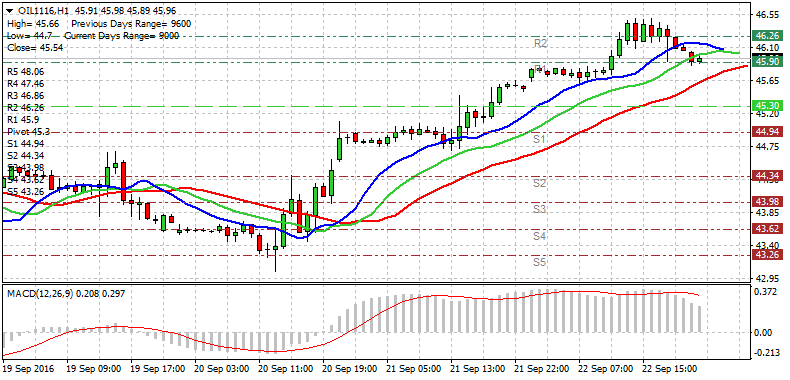 OIL1116,H1 45.91 45.98 45.89 45.96
High= 45.66 Previous Days Range= 9600
Low= 44.7 Current Days Range= 9000
Close= 45.54
R5 48.06
R4 47.46
R3 46.86
R2 46.26
R1 45.9
Pivot 45.3
S1 44.94
S2 44.34
S3 43.98
S4 43.62
S5 43.26
R2
S1
S2
S3
S4
S5
46.55
46.26
46.10
45.90
45.65
45.30
45.20
44.94
44.75
44.34
43.98
43.85
43.62
43.40
43.26
42.95
MACD(12,26,9) 0.208 0.297
0.372
0.00
-0.213
19 Sep 2016
19 Sep 09:00
19 Sep 17:00
20 Sep 03:00
20 Sep 11:00
20 Sep 19:00
21 Sep 05:00
21 Sep 13:00
21 Sep 22:00
22 Sep 07:00
22 Sep 15:00